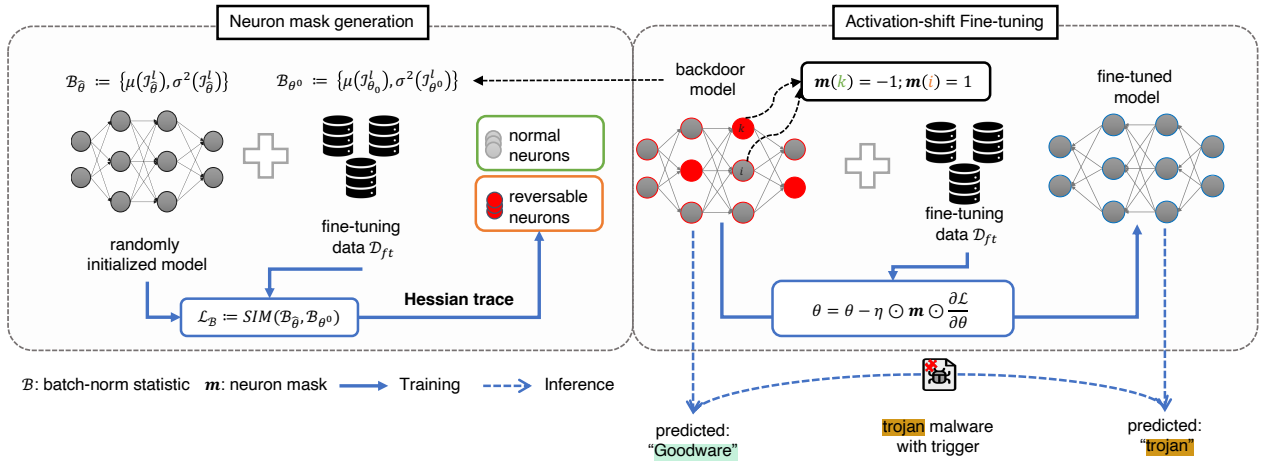 Neuron mask generation
ℬ_θ̂ ≔ {μ(ℐ^l_θ̂), σ²(ℐ^l_θ̂)}
ℬ_θ⁰ ≔ {μ(ℐ^l_θ₀), σ²(ℐ^l_θ⁰)}
normal
neurons
reversable
neurons
randomly
initialized model
fine-tuning
data 𝒟_ft
Hessian trace
ℒ_ℬ ≔ SIM(ℬ_θ̂, ℬ_θ⁰)
Activation-shift Fine-tuning
backdoor
model
m(k) = −1; m(i) = 1
fine-tuned
model
k
i
fine-tuning
data 𝒟_ft
θ = θ − η ⊙ m ⊙ ∂ℒ/∂θ
ℬ: batch-norm statistic m: neuron mask Training Inference
predicted:
“Goodware”
trojan malware
with trigger
predicted:
“trojan”